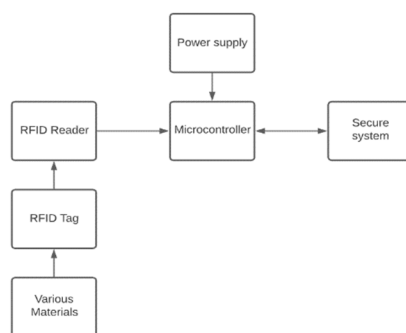 Power supply
RFID Reader
Microcontroller
Secure
system
RFID Tag
Various
Materials